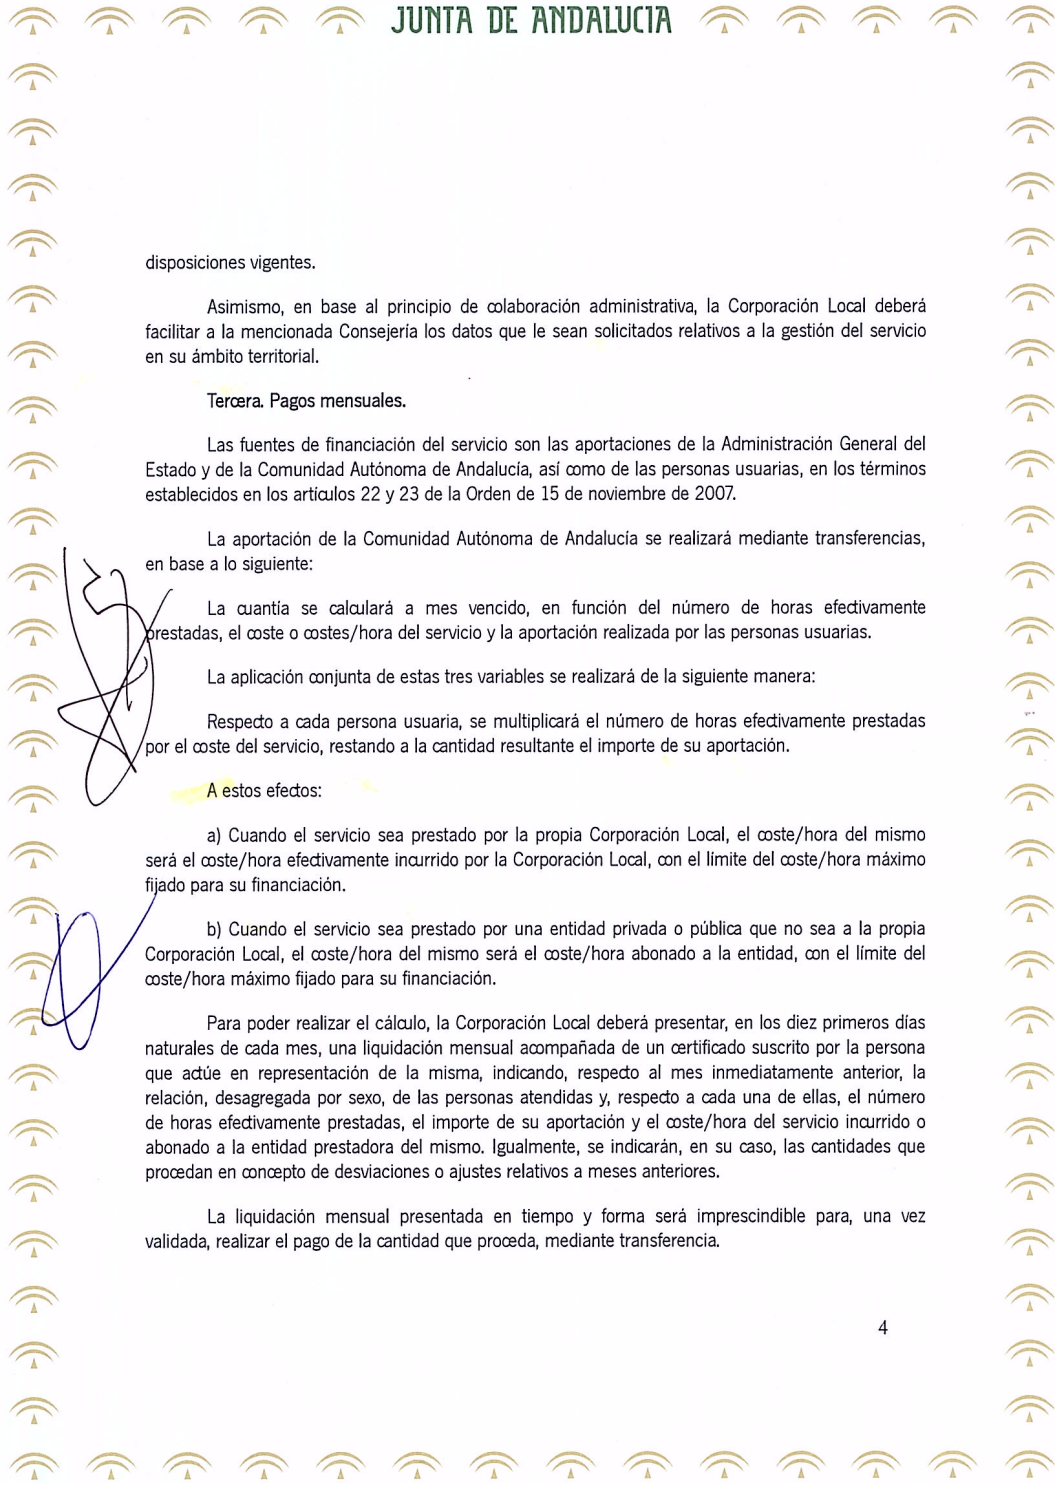 JUNTA DE ANDALUCIA
disposiciones vigentes.
Asimismo, en base al principio de colaboración administrativa, la Corporación Local deberá
facilitar a la mencionada Consejería los datos que le sean solicitados relativos a la gestión del servicio
en su ámbito territorial.
Tercera. Pagos mensuales.
Las fuentes de financiación del servicio son las aportaciones de la Administración General del
Estado y de la Comunidad Autónoma de Andalucía, así como de las personas usuarias, en los términos
establecidos en los artículos 22 y 23 de la Orden de 15 de noviembre de 2007.
La aportación de la Comunidad Autónoma de Andalucía se realizará mediante transferencias,
en base a lo siguiente:
La cuantía se calculará a mes vencido, en función del número de horas efectivamente
prestadas, el coste o costes/hora del servicio y la aportación realizada por las personas usuarias.
La aplicación conjunta de estas tres variables se realizará de la siguiente manera:
Respecto a cada persona usuaria, se multiplicará el número de horas efectivamente prestadas
por el coste del servicio, restando a la cantidad resultante el importe de su aportación.
A estos efectos:
a) Cuando el servicio sea prestado por la propia Corporación Local, el coste/hora del mismo
será el coste/hora efectivamente incurrido por la Corporación Local, con el límite del coste/hora máximo
fijado para su financiación.
b) Cuando el servicio sea prestado por una entidad privada o pública que no sea a la propia
Corporación Local, el coste/hora del mismo será el coste/hora abonado a la entidad, con el límite del
coste/hora máximo fijado para su financiación.
Para poder realizar el cálculo, la Corporación Local deberá presentar, en los diez primeros días
naturales de cada mes, una liquidación mensual acompañada de un certificado suscrito por la persona
que actúe en representación de la misma, indicando, respecto al mes inmediatamente anterior, la
relación, desagregada por sexo, de las personas atendidas y, respecto a cada una de ellas, el número
de horas efectivamente prestadas, el importe de su aportación y el coste/hora del servicio incurrido o
abonado a la entidad prestadora del mismo. Igualmente, se indicarán, en su caso, las cantidades que
procedan en concepto de desviaciones o ajustes relativos a meses anteriores.
La liquidación mensual presentada en tiempo y forma será imprescindible para, una vez
validada, realizar el pago de la cantidad que proceda, mediante transferencia.
4